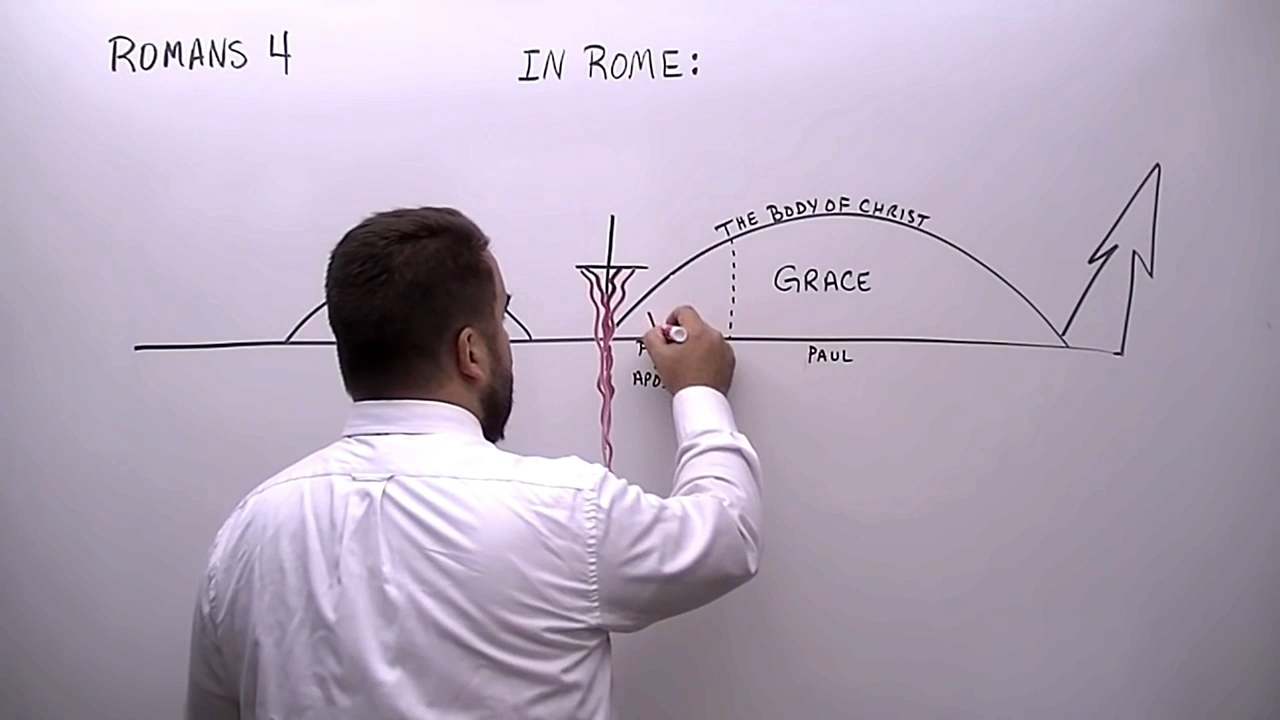 ROMANS 4
IN ROME:
THE BODY OF CHRIST
GRACE
PAUL